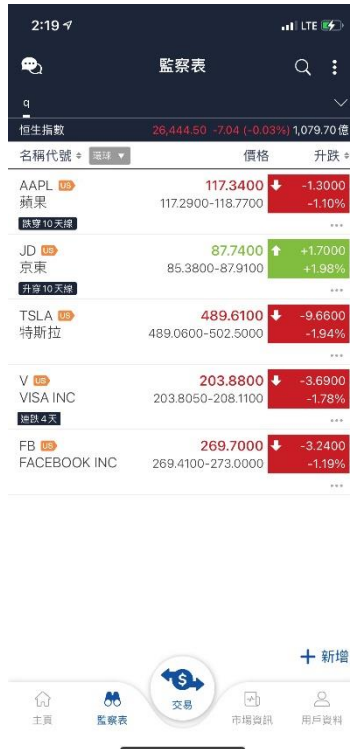 2:19 LTE
監察表
q
恒生指數 26,444.50 -7.04 (-0.03%) 1,079.70億
名稱代號 環球 價格 升跌
AAPL US 117.3400 -1.3000
蘋果 117.2900-118.7700 -1.10%
跌穿10天線
JD US 87.7400 +1.7000
京東 85.3800-87.9100 +1.98%
升穿10天線
TSLA US 489.6100 -9.6600
特斯拉 489.0600-502.5000 -1.94%
V US 203.8800 -3.6900
VISA INC 203.8050-208.1100 -1.78%
連跌4天
FB US 269.7000 -3.2400
FACEBOOK INC 269.4100-273.0000 -1.19%
+ 新增
主頁 監察表 交易 市場資訊 用戶資料